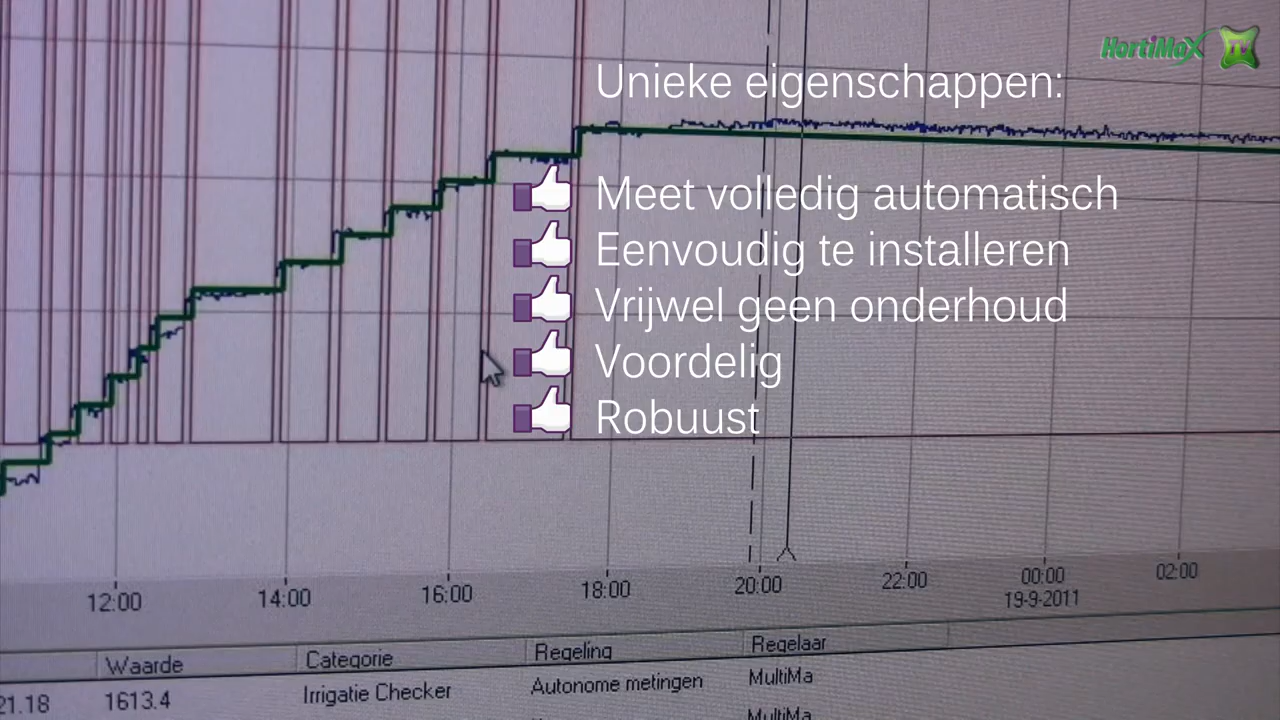 HortiMaX TV
Unieke eigenschappen:
Meet volledig automatisch
Eenvoudig te installeren
Vrijwel geen onderhoud
Voordelig
Robuust
12:00 14:00 16:00 18:00 20:00 22:00 00:00 02:00
19-9-2011
Waarde Categorie Regeling Regelaar
21.18 1613.4 Irrigatie Checker Autonome metingen MultiMa
MultiMa